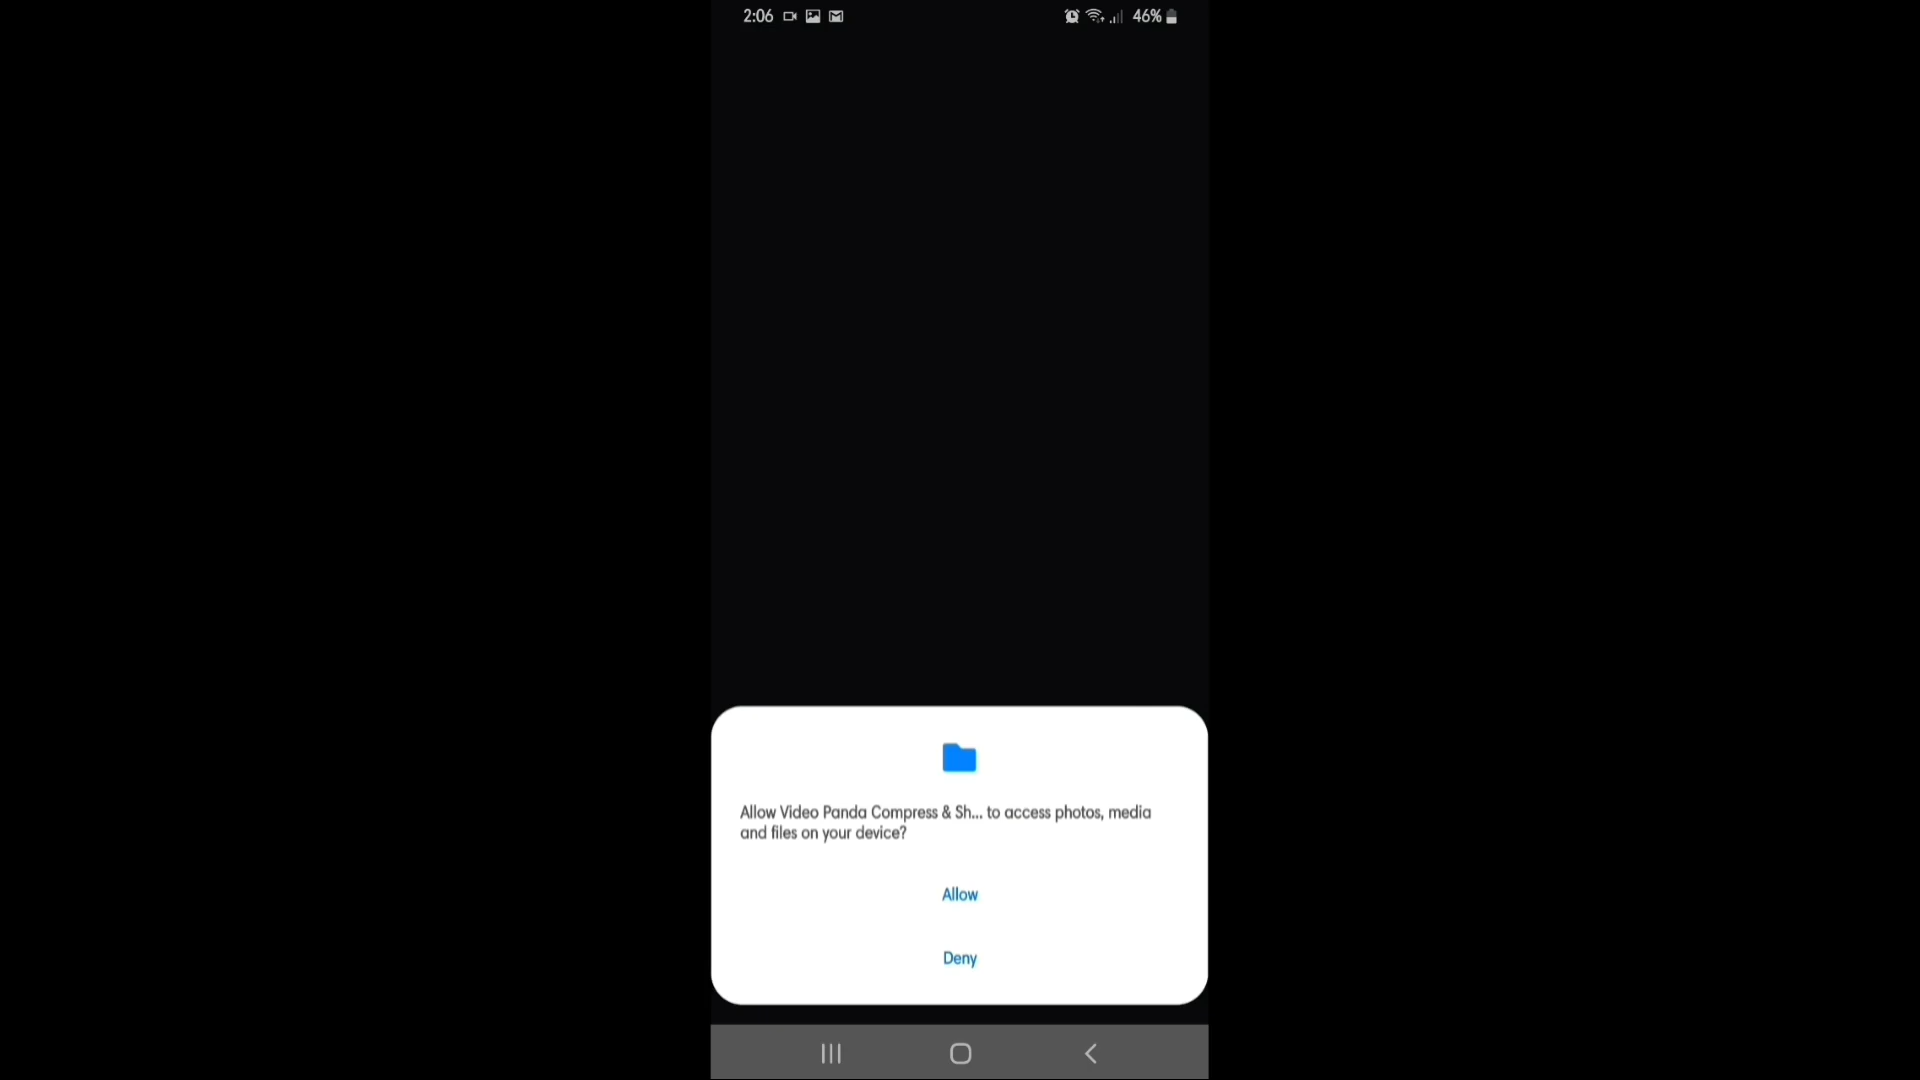 2:06 46%
Allow Video Panda Compress & Sh... to access photos, media
and files on your device?
Allow
Deny